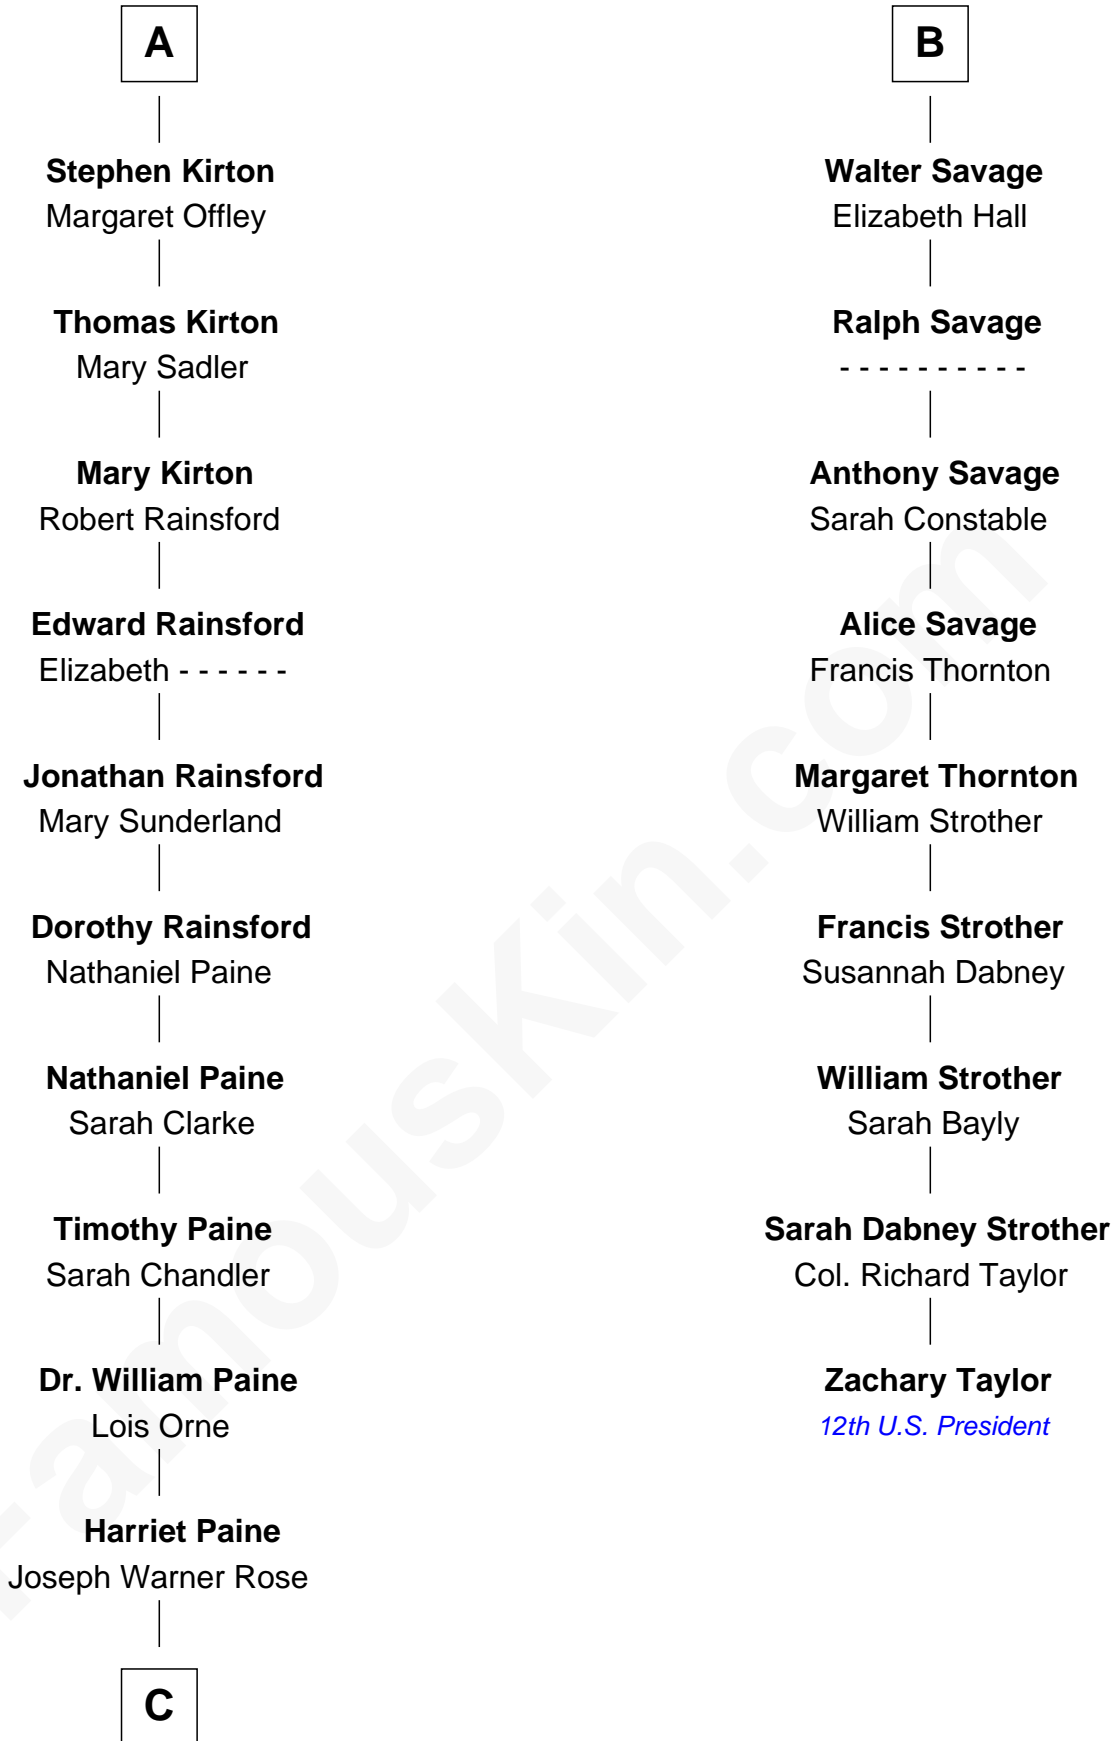 A
Stephen Kirton
Margaret Offley
Thomas Kirton
Mary Sadler
Mary Kirton
Robert Rainsford
Edward Rainsford
Elizabeth - - - - - -
Jonathan Rainsford
Mary Sunderland
Dorothy Rainsford
Nathaniel Paine
Nathaniel Paine
Sarah Clarke
Timothy Paine
Sarah Chandler
Dr. William Paine
Lois Orne
Harriet Paine
Joseph Warner Rose
C
B
Walter Savage
Elizabeth Hall
Ralph Savage
- - - - - - - - - -
Anthony Savage
Sarah Constable
Alice Savage
Francis Thornton
Margaret Thornton
William Strother
Francis Strother
Susannah Dabney
William Strother
Sarah Bayly
Sarah Dabney Strother
Col. Richard Taylor
Zachary Taylor
12th U.S. President
FamousKin.com